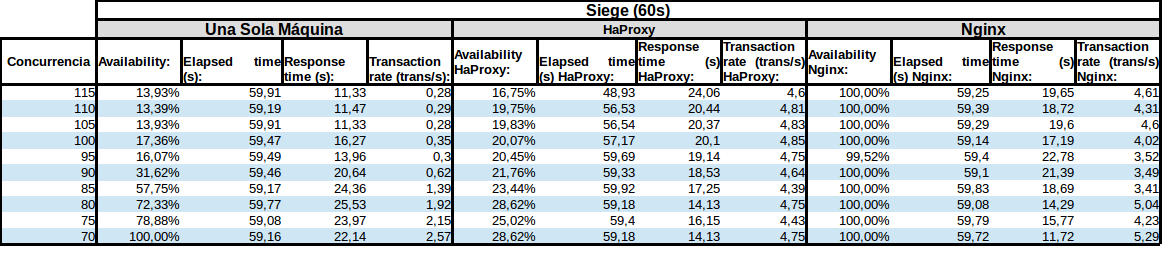 Siege (60s)
Una Sola Máquina HaProxy Nginx
Concurrencia Availability: Elapsed time (s): Response time (s): Transaction rate (trans/s): Availability HaProxy: Elapsed time (s) HaProxy: Response time (s) HaProxy: Transaction rate (trans/s) HaProxy: Availability Nginx: Elapsed time (s) Nginx: Response time (s) Nginx: Transaction rate (trans/s) Nginx:
115 13,93% 59,91 11,33 0,28 16,75% 48,93 24,06 4,6 100,00% 59,25 19,65 4,61
110 13,39% 59,19 11,47 0,29 19,75% 56,53 20,44 4,81 100,00% 59,39 18,72 4,31
105 13,93% 59,91 11,33 0,28 19,83% 56,54 20,37 4,83 100,00% 59,29 19,6 4,6
100 17,36% 59,47 16,27 0,35 20,07% 57,17 20,1 4,85 100,00% 59,14 17,19 4,02
95 16,07% 59,49 13,96 0,3 20,45% 59,69 19,14 4,75 99,52% 59,4 22,78 3,52
90 31,62% 59,46 20,64 0,62 21,76% 59,33 18,53 4,64 100,00% 59,1 21,39 3,49
85 57,75% 59,17 24,36 1,39 23,44% 59,92 17,25 4,39 100,00% 59,83 18,69 3,41
80 72,33% 59,77 25,53 1,92 28,62% 59,18 14,13 4,75 100,00% 59,08 14,29 5,04
75 78,88% 59,08 23,97 2,15 25,02% 59,4 16,15 4,43 100,00% 59,79 15,77 4,23
70 100,00% 59,16 22,14 2,57 28,62% 59,18 14,13 4,75 100,00% 59,72 11,72 5,29